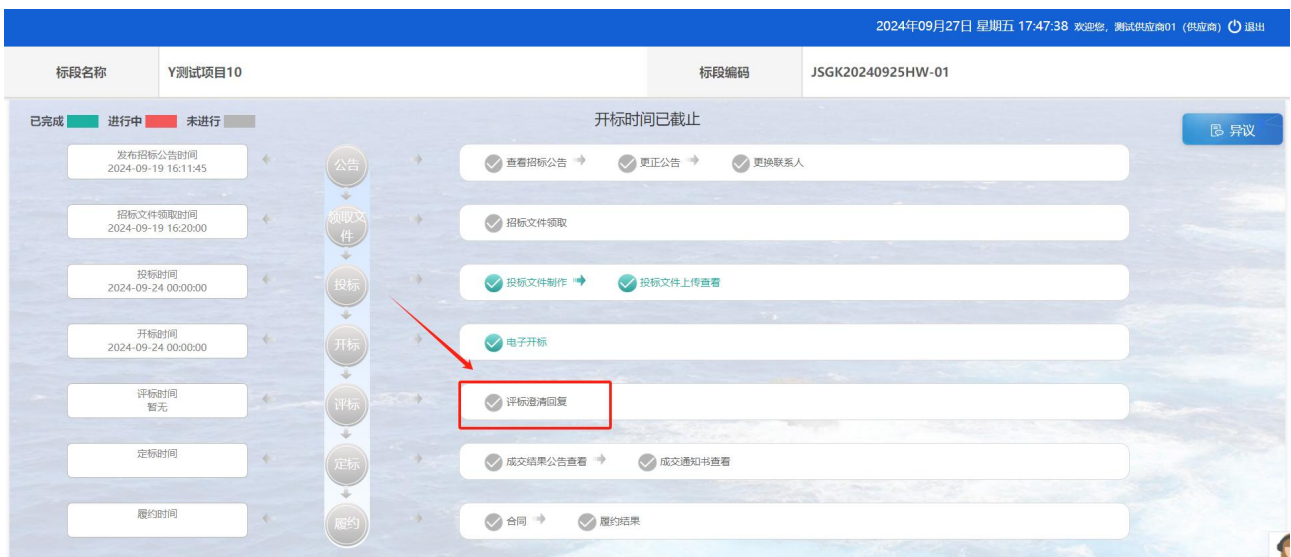 2024年09月27日 星期五 17:47:38 欢迎您, 测试供应商01 (供应商) 退出
标段名称 Y测试项目10 标段编码 JSGK20240925HW-01
已完成 进行中 未进行 开标时间已截止 异议
发布招标公告时间
2024-09-19 16:11:45
公告
查看招标公告 更正公告 更换联系人
招标文件领取时间
2024-09-19 16:20:00
领取文
件
招标文件领取
投标时间
2024-09-24 00:00:00
投标
投标文件制作 投标文件上传查看
开标时间
2024-09-24 00:00:00
开标
电子开标
评标时间
暂无
评标
评标澄清回复
定标时间
定标
成交结果公告查看 成交通知书查看
履约时间
履约
合同 履约结果